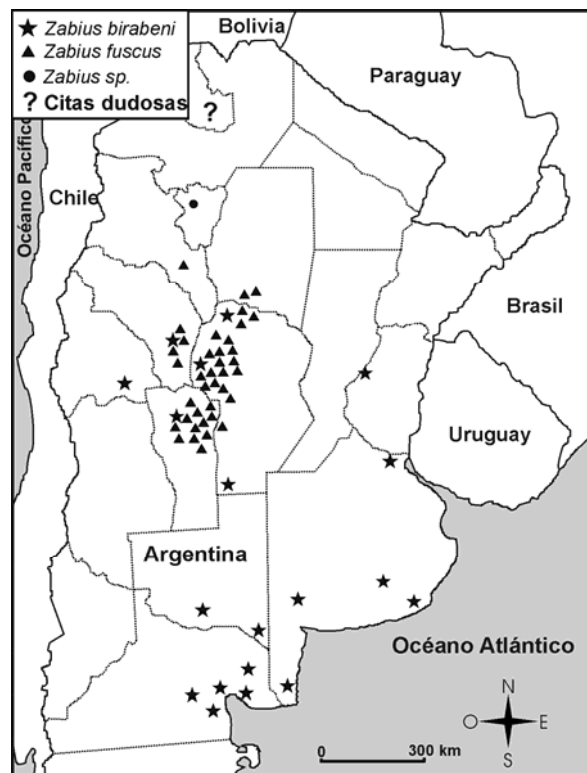 Zabius birabeni
Zabius fuscus
Zabius sp.
? Citas dudosas
Bolivia
Paraguay
?
Océano Pacífico
Chile
Brasil
Uruguay
Argentina
Océano Atlántico
N
O E
S
0 300 km